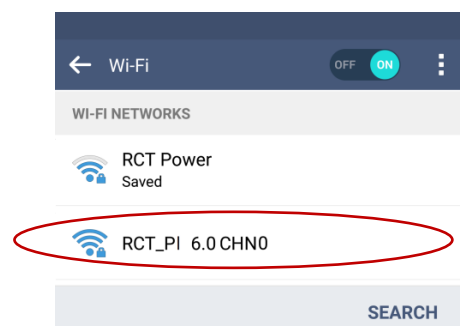 Wi-Fi OFF ON
WI-FI NETWORKS
RCT Power
Saved
RCT_PI 6.0 CHN0
SEARCH